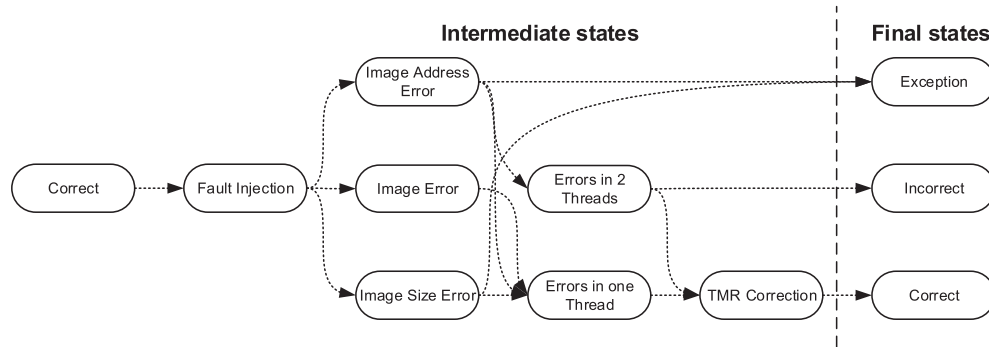 Intermediate states
Final states
Image Address
Error
Exception
Correct
Fault Injection
Image Error
Errors in 2
Threads
Incorrect
Image Size Error
Errors in one
Thread
TMR Correction
Correct